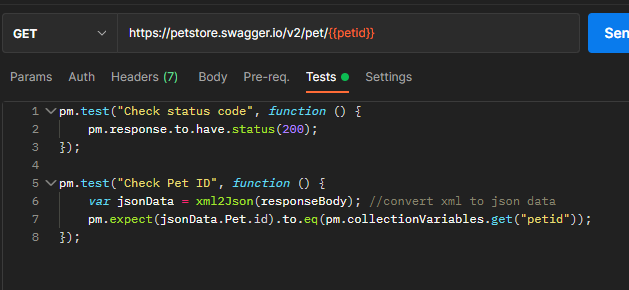 GET https://petstore.swagger.io/v2/pet/{{petid}} Sen
Params Auth Headers (7) Body Pre-req. Tests Settings
1 pm.test("Check status code", function () {
2 pm.response.to.have.status(200);
3 });
4
5 pm.test("Check Pet ID", function () {
6 var jsonData = xml2Json(responseBody); //convert xml to json data
7 pm.expect(jsonData.Pet.id).to.eq(pm.collectionVariables.get("petid"));
8 });